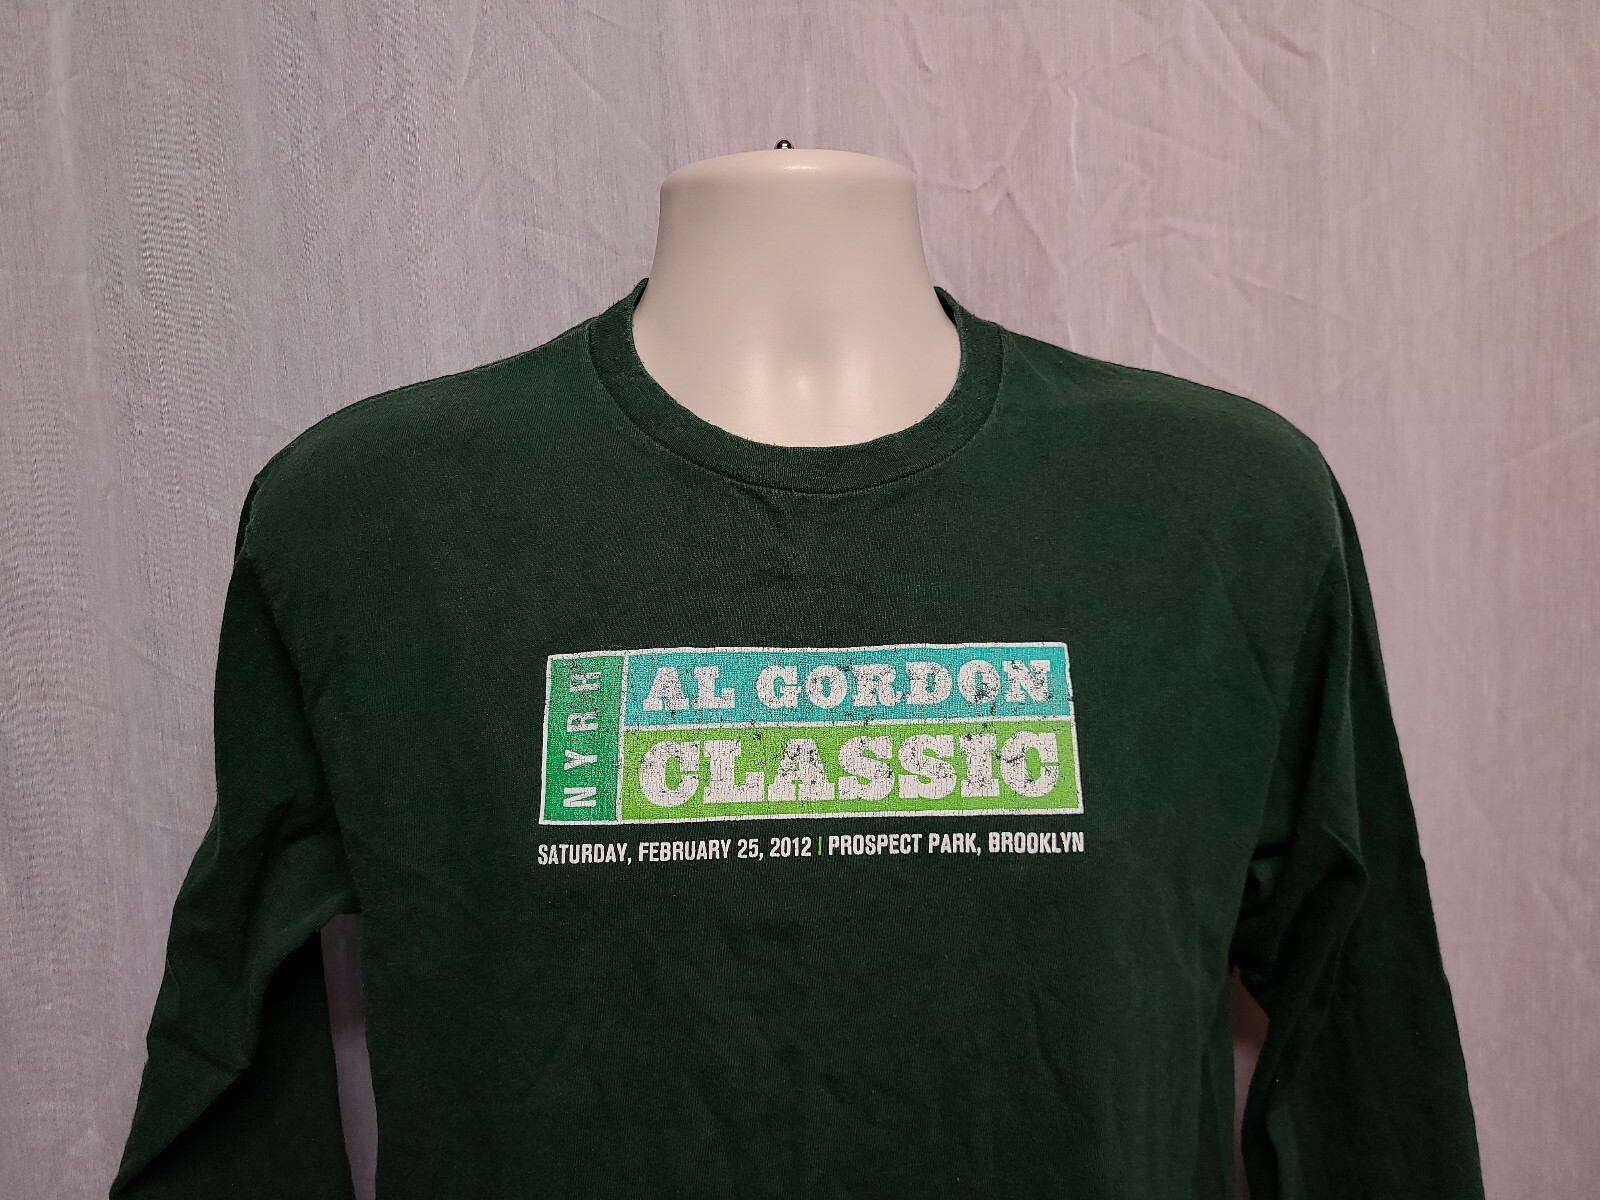 NYRR
AL GORDON
CLASSIC
SATURDAY, FEBRUARY 25, 2012 | PROSPECT PARK, BROOKLYN